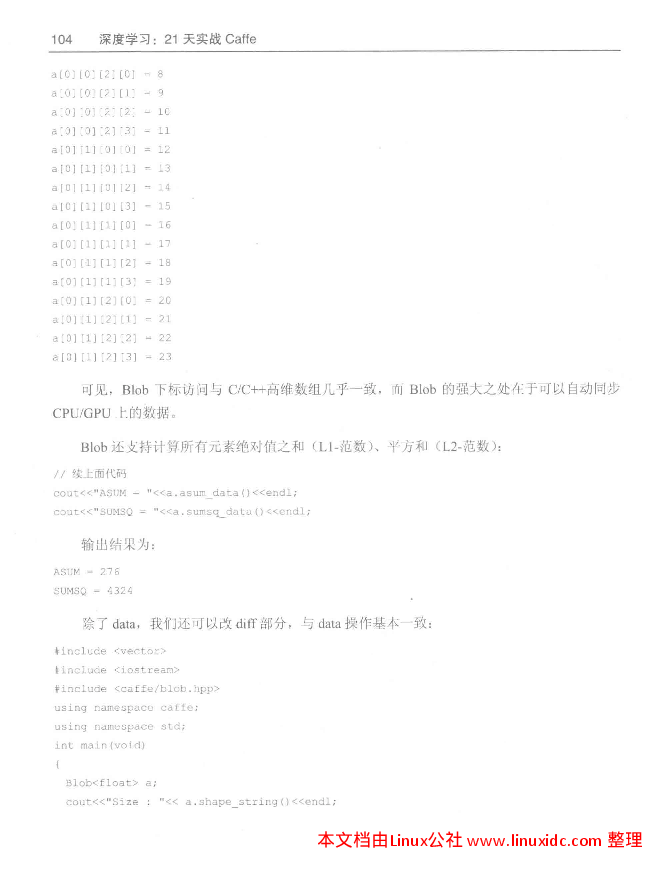 104 深度学习：21 天实战 Caffe
a[0][0][2][0] = 8
a[0][0][2][1] = 9
a[0][0][2][2] = 10
a[0][0][2][3] = 11
a[0][1][0][0] = 12
a[0][1][0][1] = 13
a[0][1][0][2] = 14
a[0][1][0][3] = 15
a[0][1][1][0] = 16
a[0][1][1][1] = 17
a[0][1][1][2] = 18
a[0][1][1][3] = 19
a[0][1][2][0] = 20
a[0][1][2][1] = 21
a[0][1][2][2] = 22
a[0][1][2][3] = 23
可见，Blob 下标访问与 C/C++高维数组几乎一致，而 Blob 的强大之处在于可以自动同步
CPU/GPU 上的数据。
Blob 还支持计算所有元素绝对值之和（L1-范数）、平方和（L2-范数）：
// 续上面代码
cout<<"ASUM = "<<a.asum_data()<<endl;
cout<<"SUMSQ = "<<a.sumsq_data()<<endl;
输出结果为：
ASUM = 276
SUMSQ = 4324
除了 data，我们还可以改 diff 部分，与 data 操作基本一致：
#include <vector>
#include <iostream>
#include <caffe/blob.hpp>
using namespace caffe;
using namespace std;
int main(void)
{
Blob<float> a;
cout<<"Size : "<< a.shape_string()<<endl;
本文档由Linux公社 www.linuxidc.com 整理